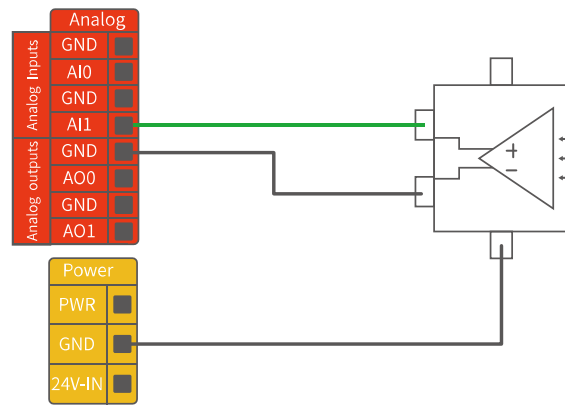 Analog
Analog Inputs
GND
AI0
GND
AI1
Analog outputs
GND
AO0
GND
AO1
+
−
Power
PWR
GND
24V-IN